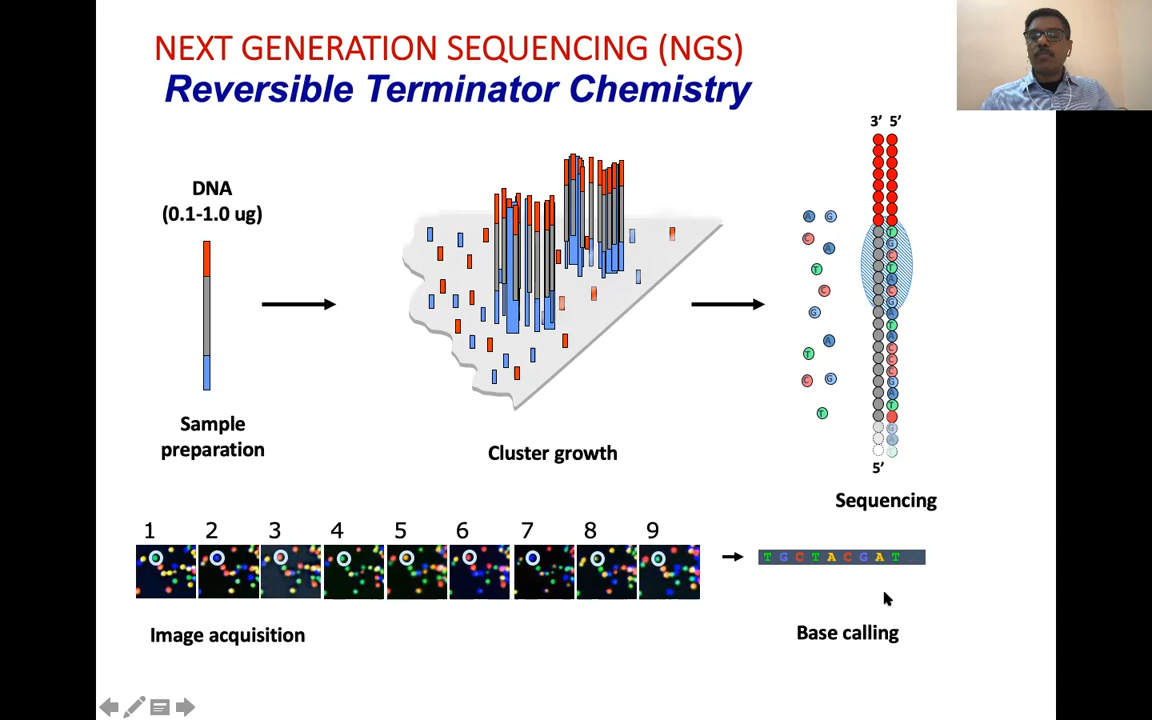 NEXT GENERATION SEQUENCING (NGS)
Reversible Terminator Chemistry
3’ 5’
DNA
(0.1-1.0 ug)
A G
C
A
T
C
G
A
T
C G
T
T
G
C
T
A
C
G
A
T
A
C
C
C
G
A
T
G
A
T
Sample
preparation
Cluster growth
5’
Sequencing
1 2 3 4 5 6 7 8 9
T G C T A C G A T
Image acquisition
Base calling